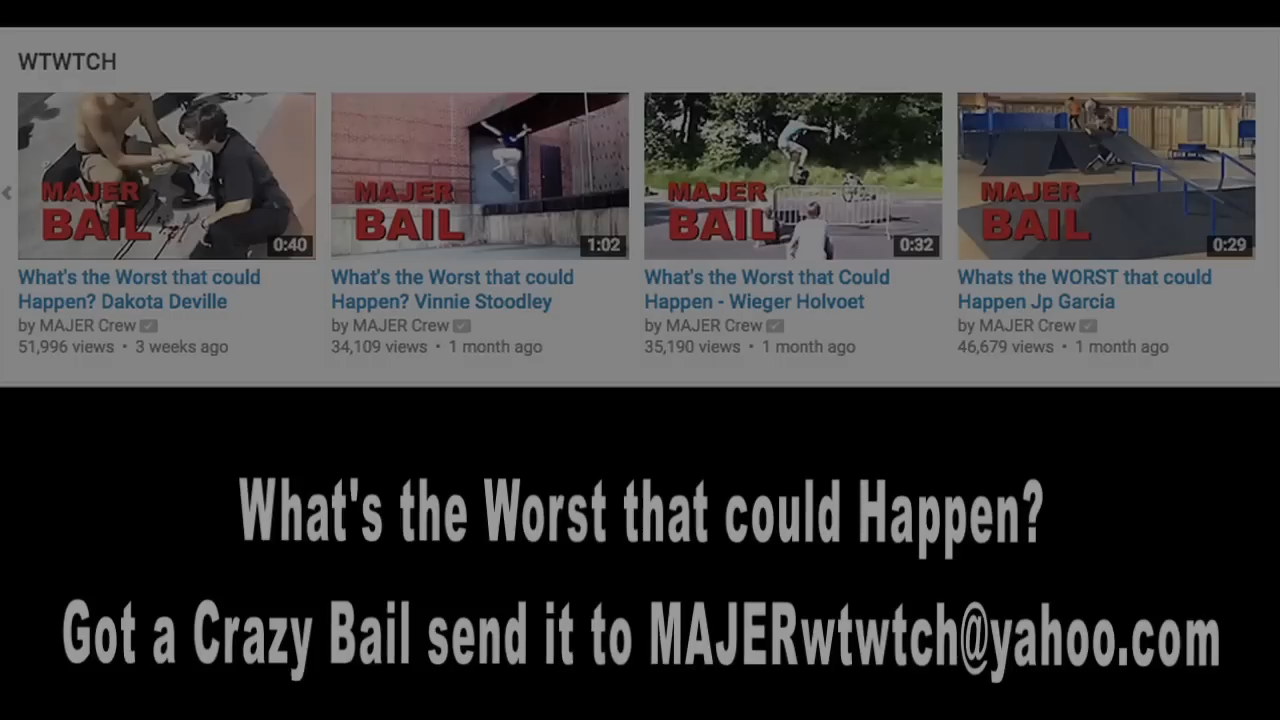 WTWTCH
MAJER
BAIL
0:40
MAJER
BAIL
1:02
MAJER
BAIL
0:32
MAJER
BAIL
0:29
What's the Worst that could
Happen? Dakota Deville
by MAJER Crew
51,996 views • 3 weeks ago
What's the Worst that could
Happen? Vinnie Stoodley
by MAJER Crew
34,109 views • 1 month ago
What's the Worst that Could
Happen - Wieger Holvoet
by MAJER Crew
35,190 views • 1 month ago
Whats the WORST that could
Happen Jp Garcia
by MAJER Crew
46,679 views • 1 month ago
What's the Worst that could Happen?
Got a Crazy Bail send it to MAJERwtwtch@yahoo.com